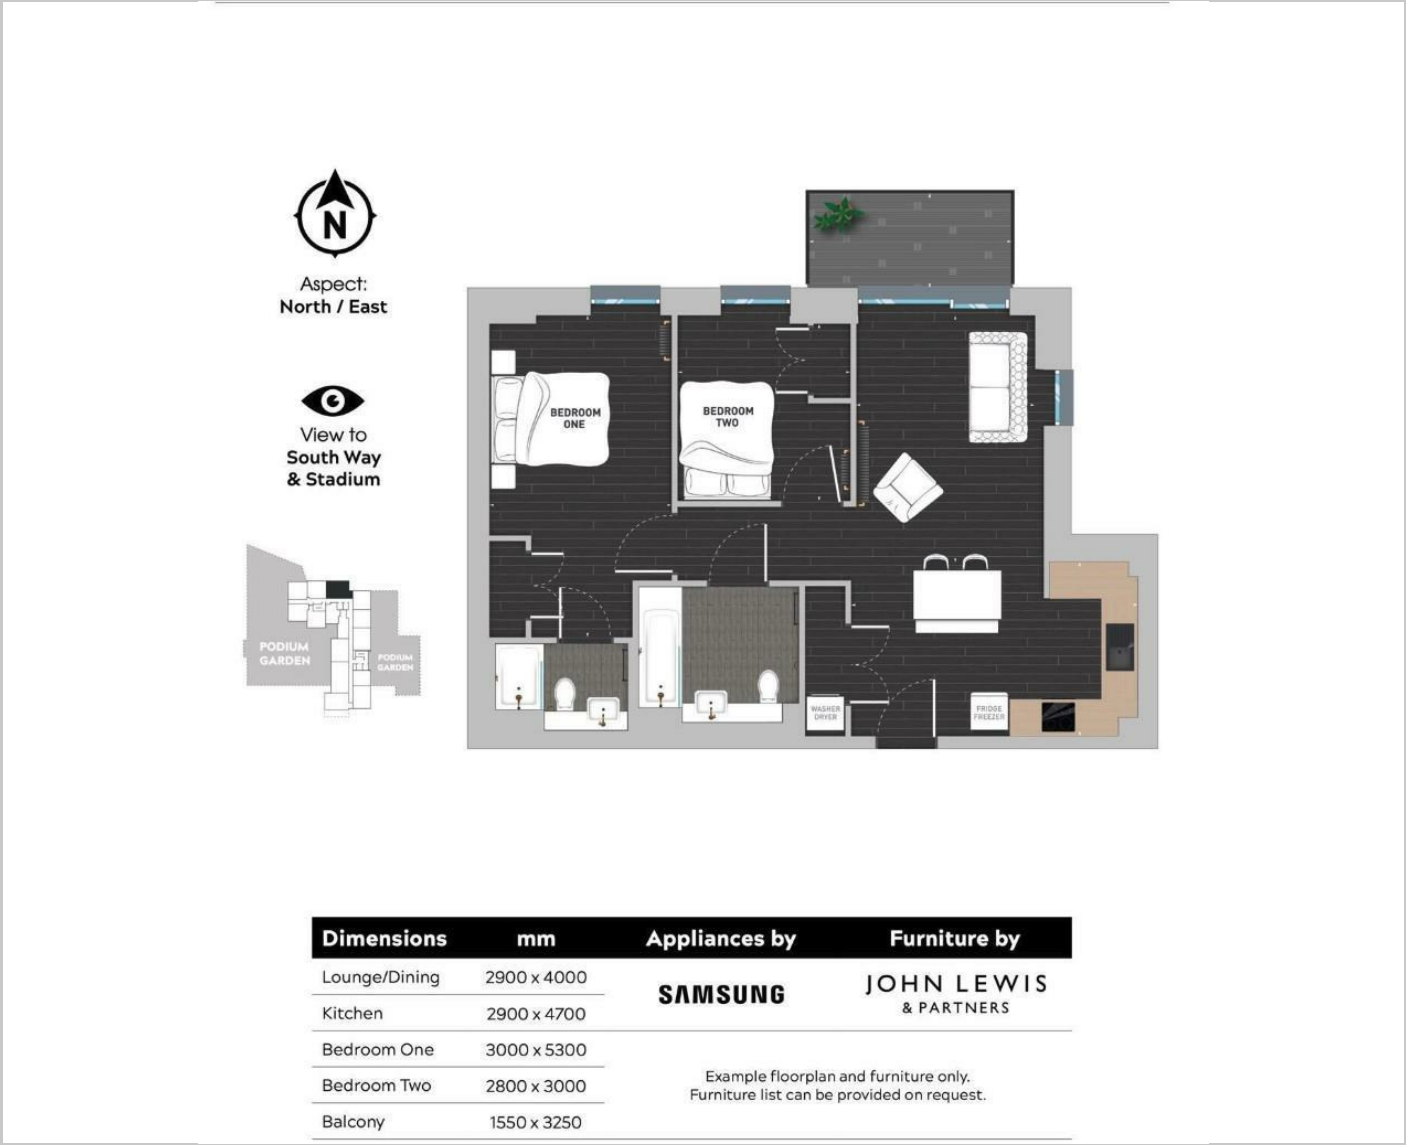 N
Aspect:
North / East
View to
South Way
& Stadium
PODIUM
GARDEN
PODIUM
GARDEN
BEDROOM
ONE
BEDROOM
TWO
WASHER
DRYER
FRIDGE
FREEZER
Dimensions mm Appliances by Furniture by
Lounge/Dining 2900 x 4000
Kitchen 2900 x 4700
Bedroom One 3000 x 5300
Bedroom Two 2800 x 3000
Balcony 1550 x 3250
SAMSUNG
JOHN LEWIS
& PARTNERS
Example floorplan and furniture only.
Furniture list can be provided on request.